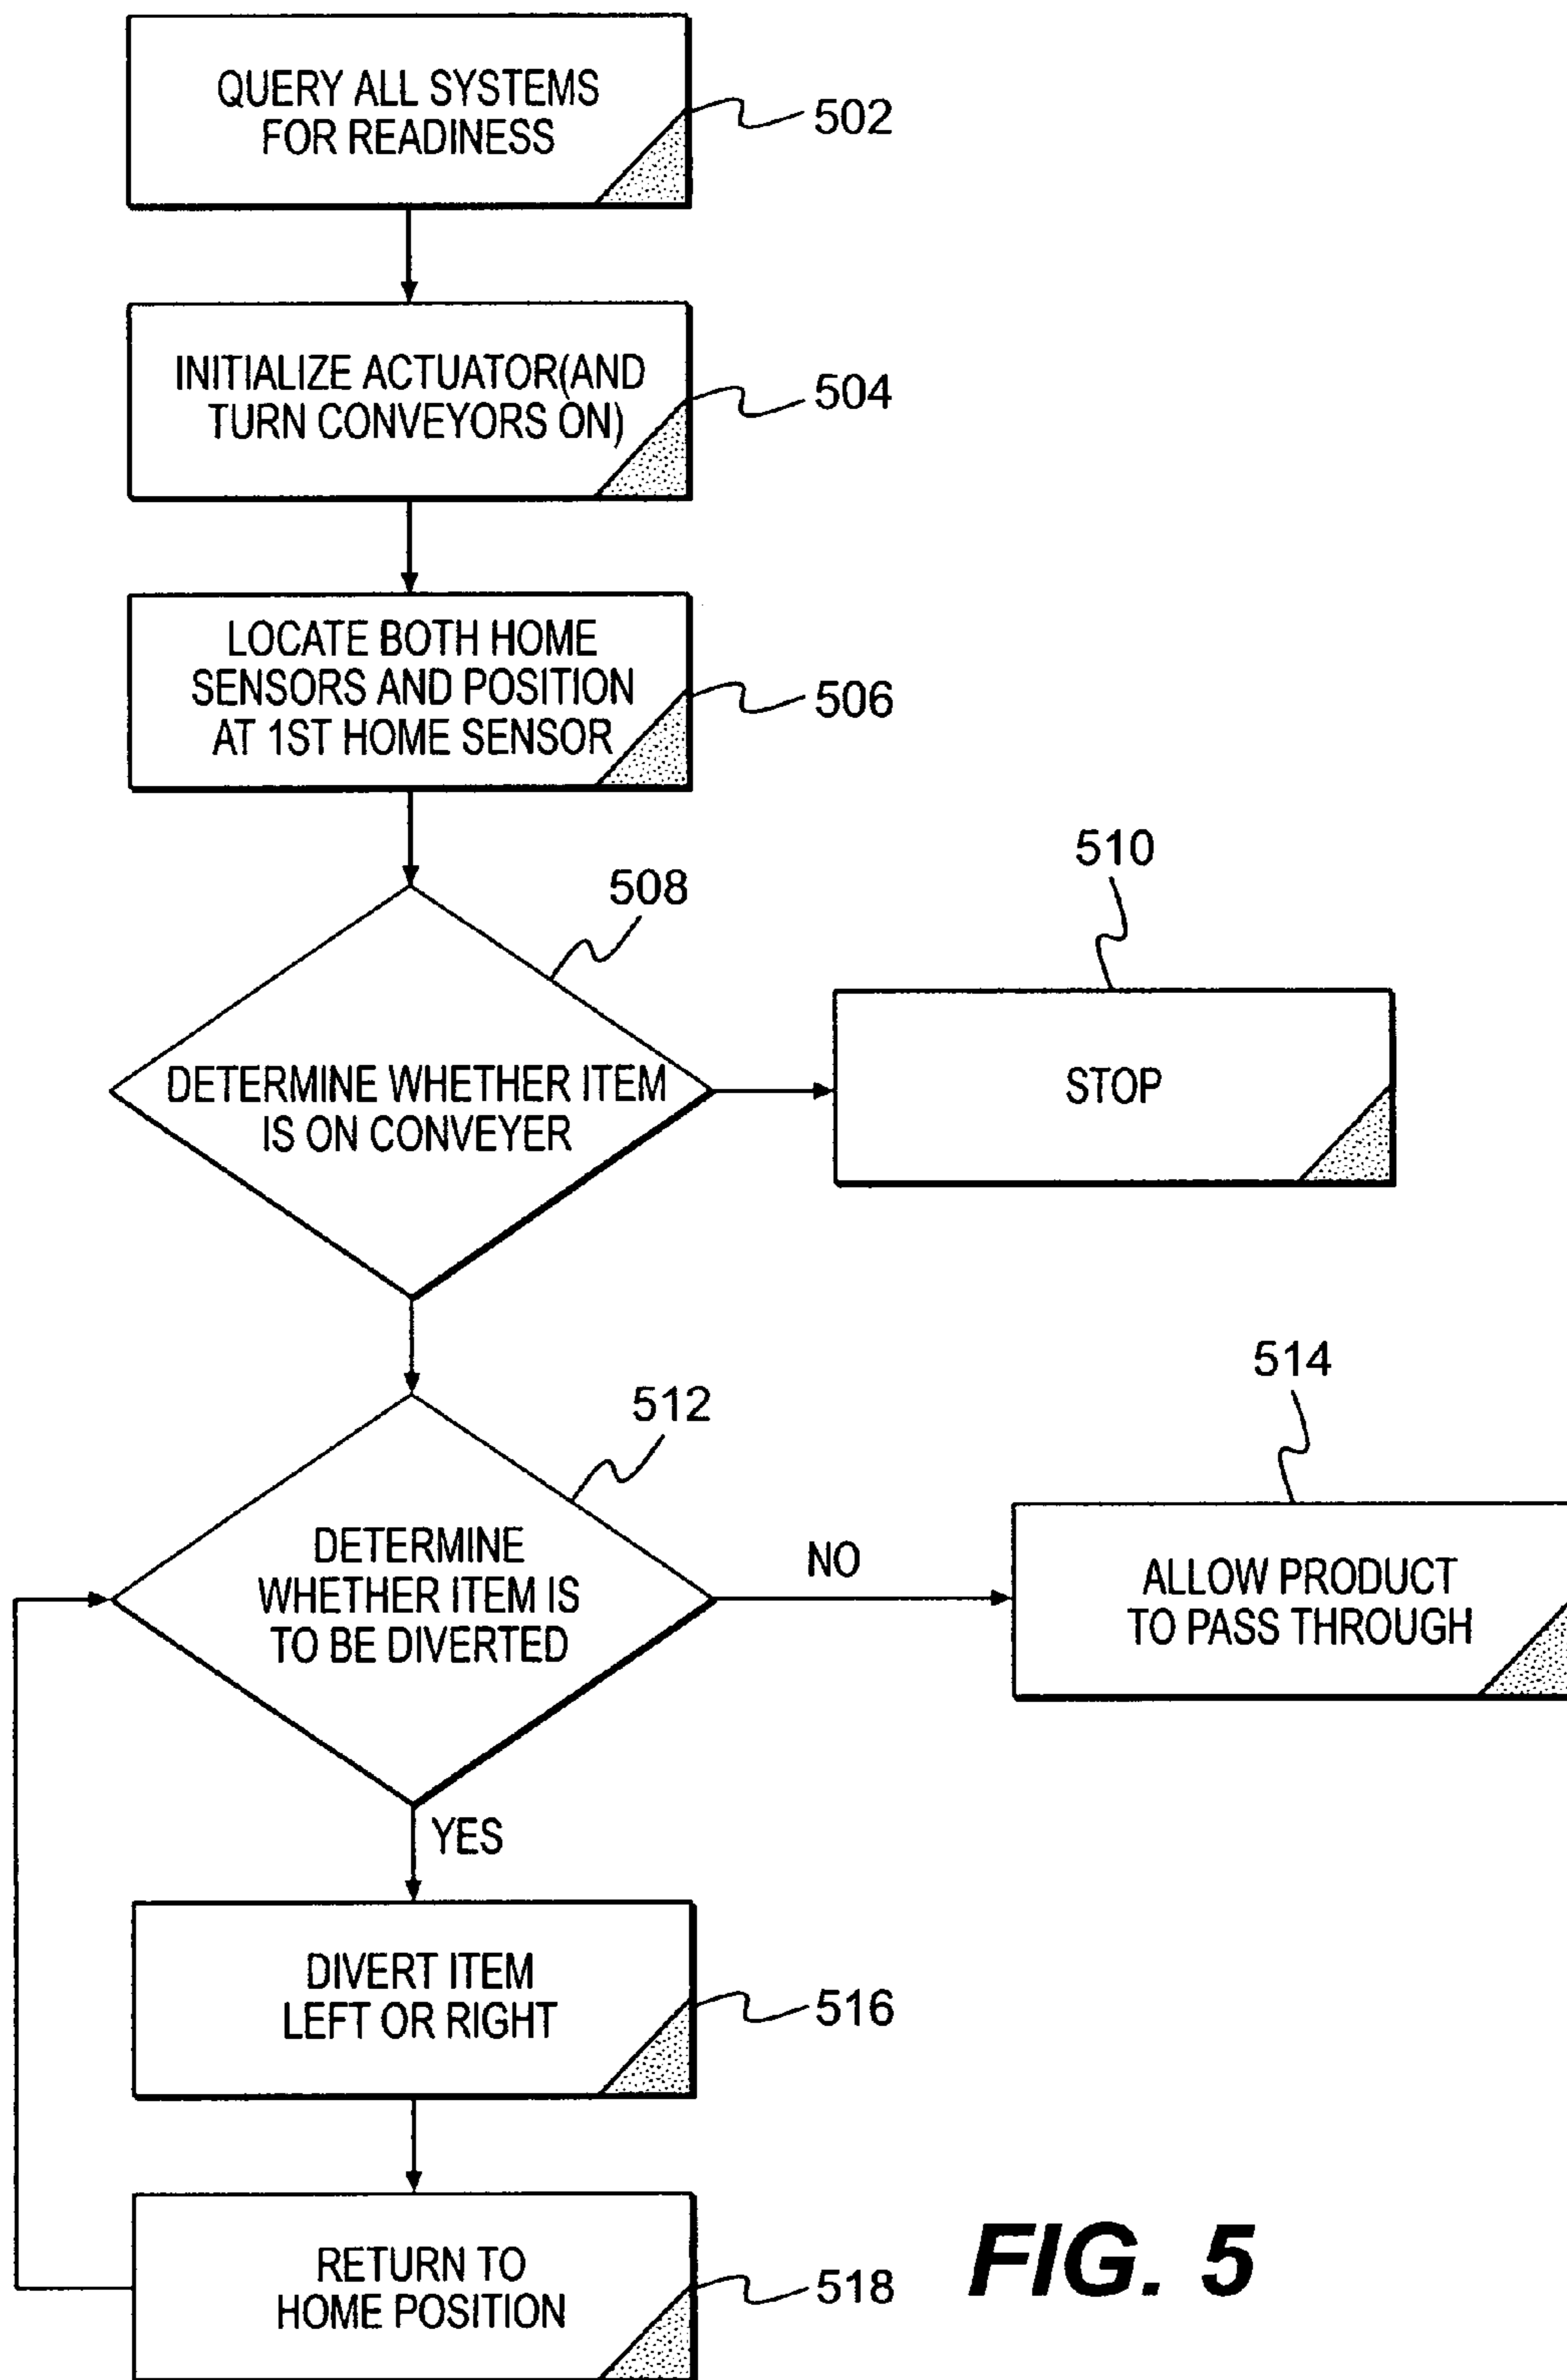 QUERY ALL SYSTEMS
FOR READINESS
502
INITIALIZE ACTUATOR(AND
TURN CONVEYORS ON)
504
LOCATE BOTH HOME
SENSORS AND POSITION
AT 1ST HOME SENSOR
506
508
DETERMINE WHETHER ITEM
IS ON CONVEYER
510
STOP
512
DETERMINE
WHETHER ITEM IS
TO BE DIVERTED
NO
514
ALLOW PRODUCT
TO PASS THROUGH
YES
DIVERT ITEM
LEFT OR RIGHT
516
RETURN TO
HOME POSITION
518
FIG. 5